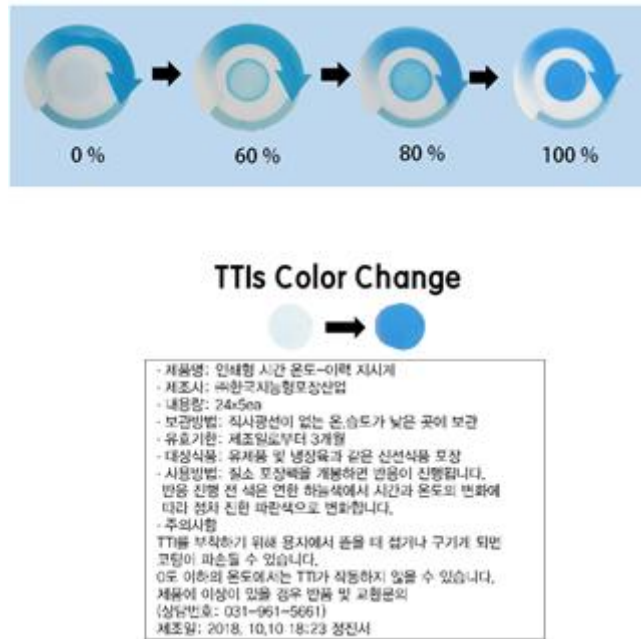 0 %
60 %
80 %
100 %
TTIs Color Change
- 제품명: 인쇄형 시간 온도-이력 지시계
- 제조사: ㈜한국지능형포장산업
- 내용량: 24x5ea
- 보관방법: 직사광선이 없는 온,습도가 낮은 곳에 보관
- 유효기한: 제조일로부터 3개월
- 대상식품: 유제품 및 냉장육과 같은 신선식품 포장
- 사용방법: 질소 포장팩을 개봉하면 반응이 진행됩니다.
반응 진행 전 색은 연한 하늘색에서 시간과 온도의 변화에
따라 점차 진한 파란색으로 변화합니다.
- 주의사항
TTI를 부착하기 위해 용지에서 뜯을 때 접거나 구기게 되면
코팅이 파손될 수 있습니다.
0도 이하의 온도에서는 TTI가 작동하지 않을 수 있습니다.
제품에 이상이 있을 경우 반품 및 교환문의
(상담번호: 031-961-5661)
제조일: 2018, 10,10 18:23 정진서